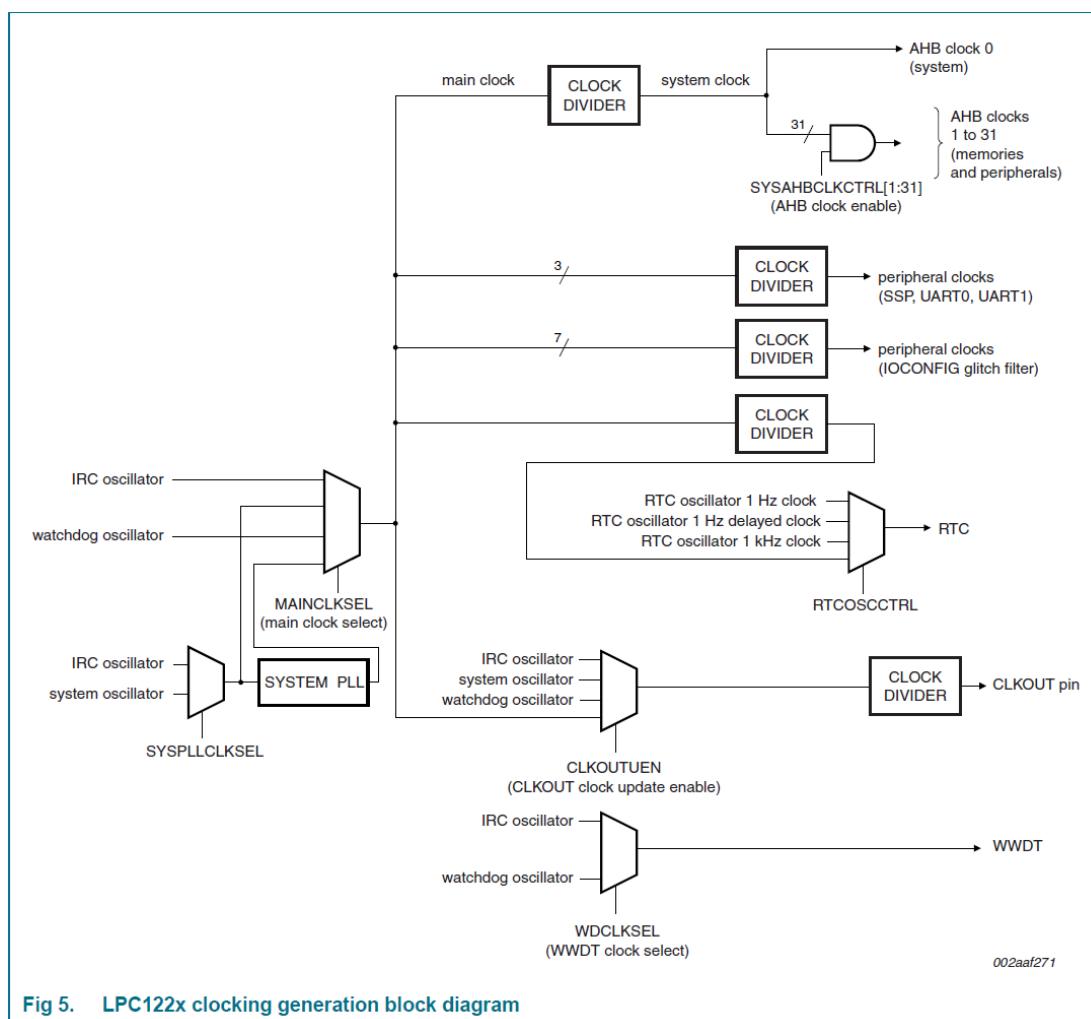 main clock
CLOCK
DIVIDER
system clock
AHB clock 0
(system)
31
AHB clocks
1 to 31
(memories
and peripherals)
SYSAHBCLKCTRL[1:31]
(AHB clock enable)
3
CLOCK
DIVIDER
peripheral clocks
(SSP, UART0, UART1)
7
CLOCK
DIVIDER
peripheral clocks
(IOCONFIG glitch filter)
CLOCK
DIVIDER
IRC oscillator
watchdog oscillator
MAINCLKSEL
(main clock select)
RTC oscillator 1 Hz clock
RTC oscillator 1 Hz delayed clock
RTC oscillator 1 kHz clock
RTC
RTCOSCCTRL
IRC oscillator
system oscillator
SYSTEM PLL
SYSPLLCLKSEL
IRC oscillator
system oscillator
watchdog oscillator
CLOCK
DIVIDER
CLKOUT pin
CLKOUTUEN
(CLKOUT clock update enable)
IRC oscillator
watchdog oscillator
WWDT
WDCLKSEL
(WWDT clock select)
002aaf271
Fig 5. LPC122x clocking generation block diagram